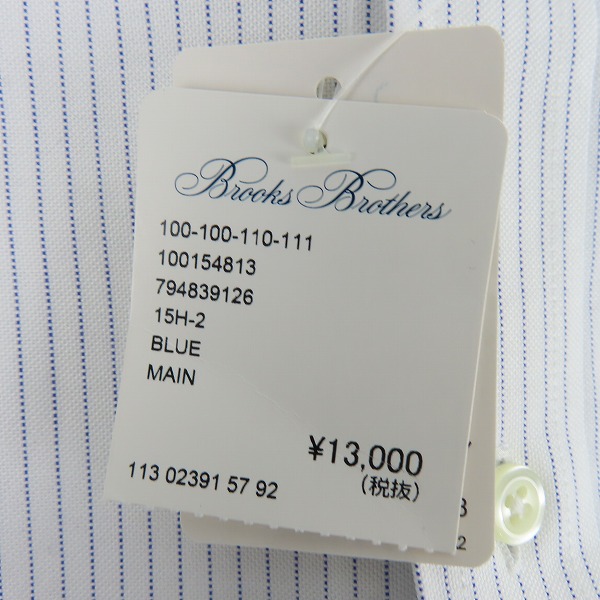 Brooks Brothers
100-100-110-111
100154813
794839126
15H-2
BLUE
MAIN
¥13,000
(税抜)
113 02391 57 92